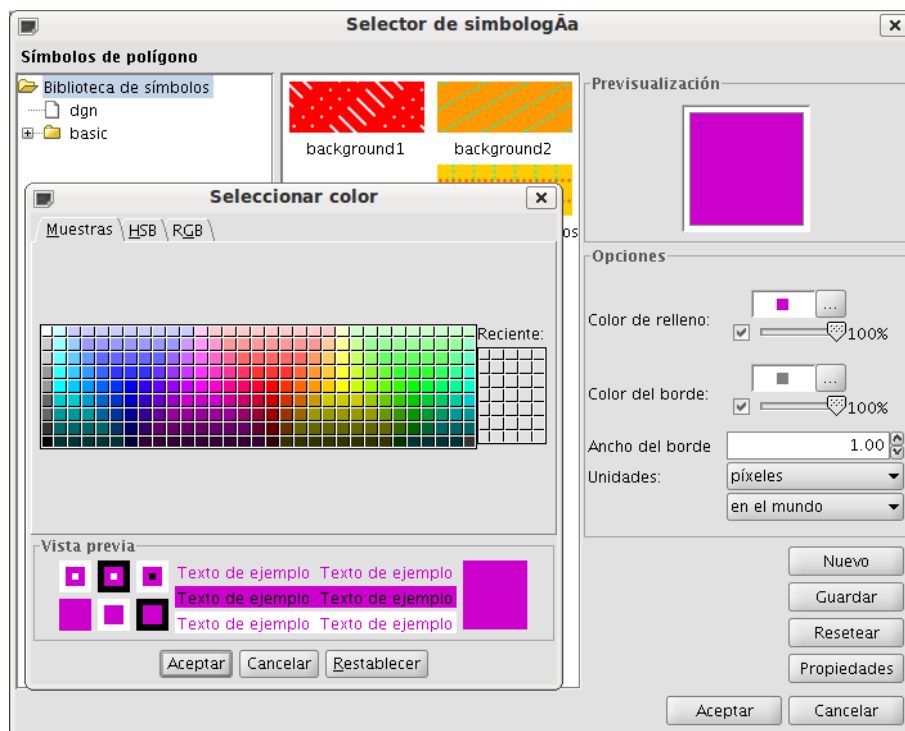 Selector de simbologÃa
Símbolos de polígono
Biblioteca de símbolos
dgn
basic
background1
background2
os
Seleccionar color
Muestras
HSB
RGB
Reciente:
Vista previa
Texto de ejemplo Texto de ejemplo
Texto de ejemplo Texto de ejemplo
Texto de ejemplo Texto de ejemplo
Aceptar
Cancelar
Restablecer
Previsualización
Opciones
Color de relleno:
...
100%
Color del borde:
...
100%
Ancho del borde
1.00
Unidades:
píxeles
en el mundo
Nuevo
Guardar
Resetear
Propiedades
Aceptar
Cancelar